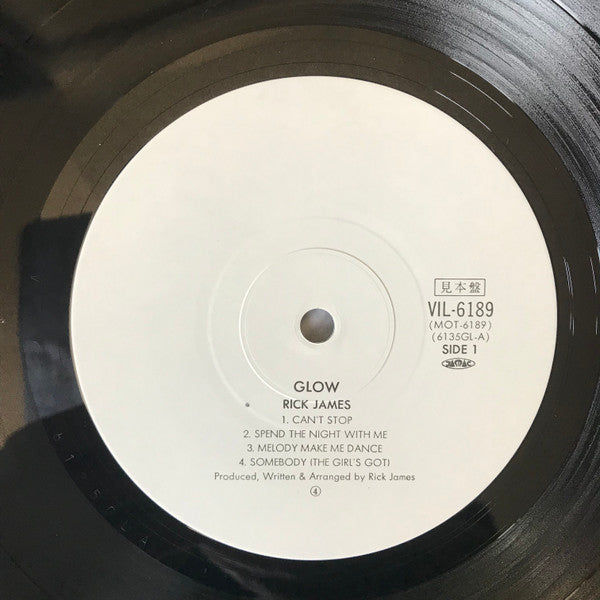 見本盤
VIL-6189
(MOT-6189)
(6135GL-A)
SIDE 1
JASRAC
GLOW
RICK JAMES
1. CAN'T STOP
2. SPEND THE NIGHT WITH ME
3. MELODY MAKE ME DANCE
4. SOMEBODY (THE GIRL'S GOT)
Produced, Written & Arranged by Rick James
④